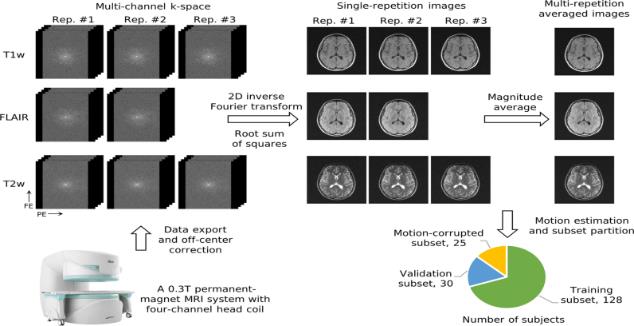 Multi-channel k-space
Rep. #1 Rep. #2 Rep. #3
Single-repetition images
Rep. #1 Rep. #2 Rep. #3
Multi-repetition
averaged images
T1w
FLAIR
T2w
FE
PE
2D inverse
Fourier transform
Root sum
of squares
Magnitude
average
Data export
and off-center
correction
A 0.3T permanent-
magnet MRI system with
four-channel head coil
Motion estimation
and subset partition
Motion-corrupted
subset, 25
Validation
subset, 30
Training
subset, 128
Number of subjects